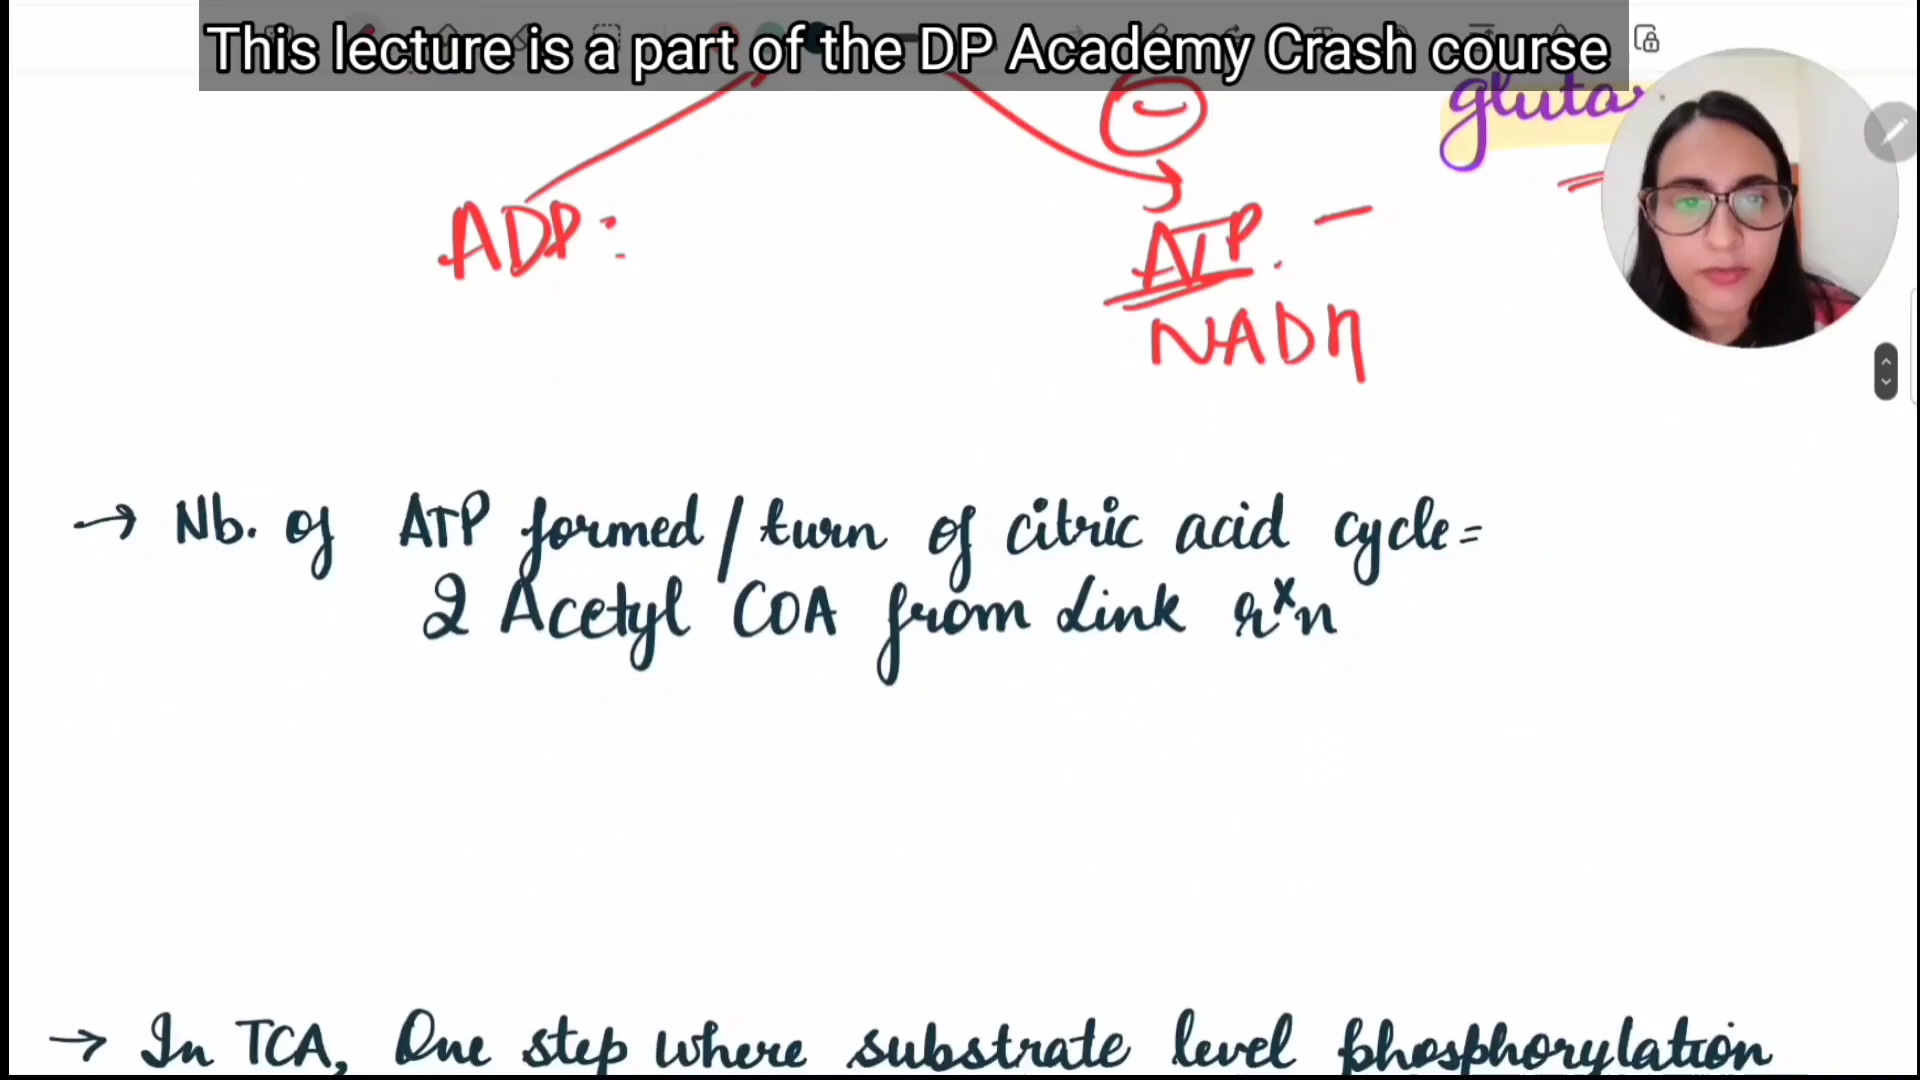 This lecture is a part of the DP Academy Crash course
ADP:
ATP.
NADH
→ Nb. of ATP formed / turn of citric acid cycle =
2 Acetyl COA from Link rxn
→ In TCA, One step where substrate level phosphorylation